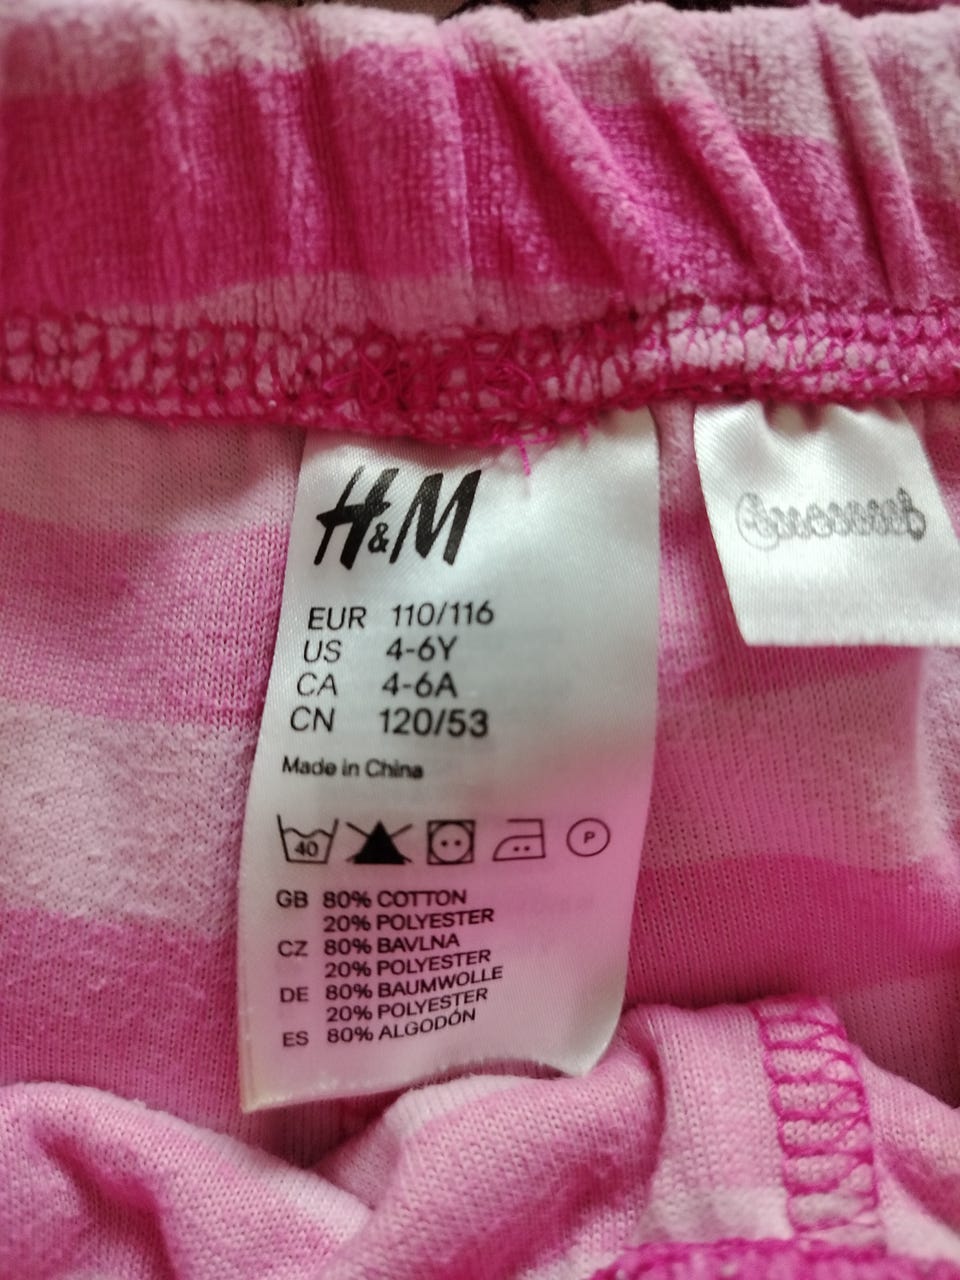 H&M
EUR 110/116
US 4-6Y
CA 4-6A
CN 120/53
Made in China
40
P
GB 80% COTTON
20% POLYESTER
CZ 80% BAVLNA
20% POLYESTER
DE 80% BAUMWOLLE
20% POLYESTER
ES 80% ALGODÓN